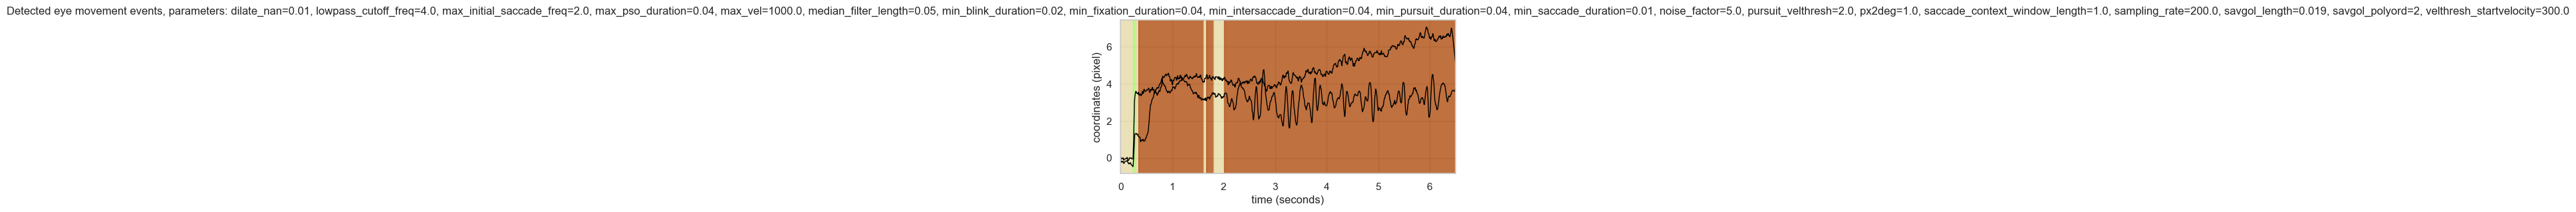 Detected eye movement events, parameters: dilate_nan=0.01, lowpass_cutoff_freq=4.0, max_initial_saccade_freq=2.0, max_pso_duration=0.04, max_vel=1000.0, median_filter_length=0.05, min_blink_duration=0.02, min_fixation_duration=0.04, min_intersaccade_duration=0.04, min_pursuit_duration=0.04, min_saccade_duration=0.01, noise_factor=5.0, pursuit_velthresh=2.0, px2deg=1.0, saccade_context_window_length=1.0, sampling_rate=200.0, savgol_length=0.019, savgol_polyord=2, velthresh_startvelocity=300.0
coordinates (pixel)
6
4
2
0
0 1 2 3 4 5 6
time (seconds)